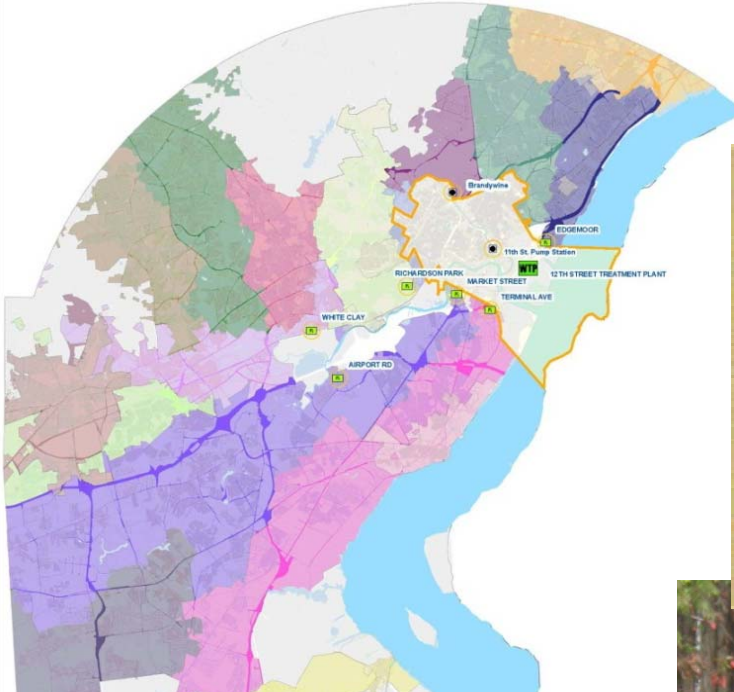 Brandywine
EDGEMOOR
11th St. Pump Station
WTP
12TH STREET TREATMENT PLANT
RICHARDSON PARK
MARKET STREET
TERMINAL AVE
WHITE CLAY
AIRPORT RD